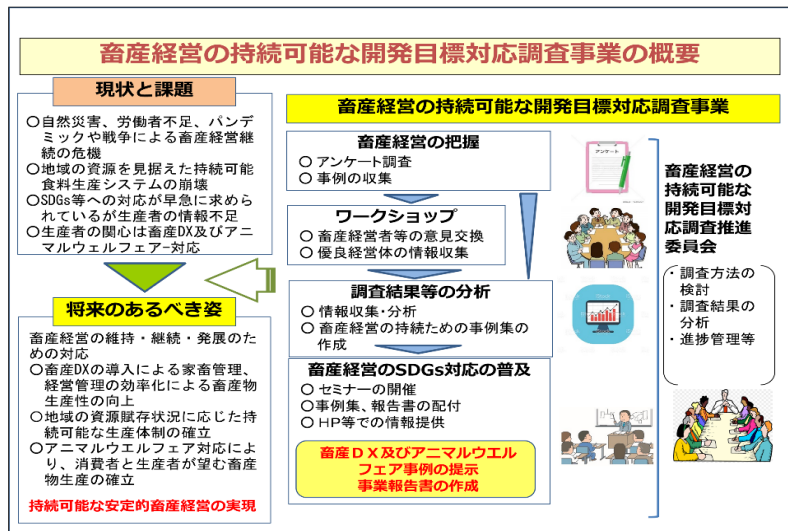 畜産経営の持続可能な開発目標対応調査事業の概要
現状と課題
○自然災害、労働者不足、パンデ
ミックや戦争による畜産経営継
続の危機
○地域の資源を見据えた持続可能
食料生産システムの崩壊
○SDGs等への対応が早急に求めら
れているが生産者の情報不足
○生産者の関心は畜産DX及びアニ
マルウェルフェア-対応
将来のあるべき姿
畜産経営の維持・継続・発展のた
めの対応
○畜産DXの導入による家畜管理、
経営管理の効率化による畜産物
生産性の向上
○地域の資源賦存状況に応じた持
続可能な生産体制の確立
○アニマルウエルフェア対応によ
り、消費者と生産者が望む畜産
物生産の確立
持続可能な安定的畜産経営の実現
畜産経営の持続可能な開発目標対応調査事業
畜産経営の把握
○ アンケート調査
○ 事例の収集
ワークショップ
○ 畜産経営者等の意見交換
○ 優良経営体の情報収集
調査結果等の分析
○ 情報収集・分析
○ 畜産経営の持続ための事例集の
作成
畜産経営のSDGs対応の普及
○ セミナーの開催
○ 事例集、報告書の配付
○ HP等での情報提供
畜産ＤＸ及びアニマルウエル
フェア事例の提示
事業報告書の作成
アンケート
畜産経営の
持続可能な
開発目標対
応調査推進
委員会
・調査方法の
検討
・調査結果の
分析
・進捗管理等